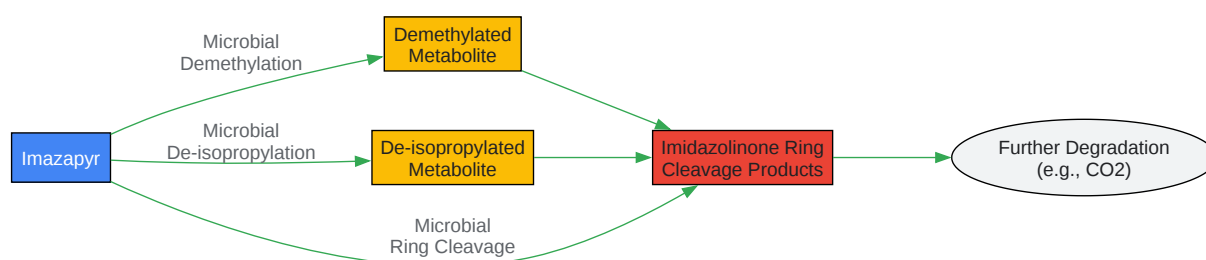 Microbial
Demethylation
Demethylated
Metabolite
Imazapyr
Microbial
De-isopropylation
De-isopropylated
Metabolite
Imidazolinone Ring
Cleavage Products
Further Degradation
(e.g., CO2)
Microbial
Ring Cleavage